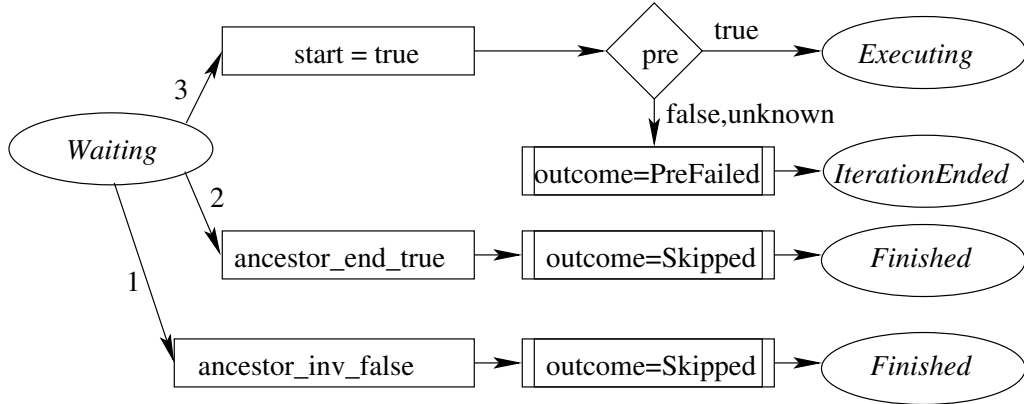 start = true
pre
true
Executing
3
false,unknown
Waiting
outcome=PreFailed
IterationEnded
2
ancestor_end_true
outcome=Skipped
Finished
1
ancestor_inv_false
outcome=Skipped
Finished